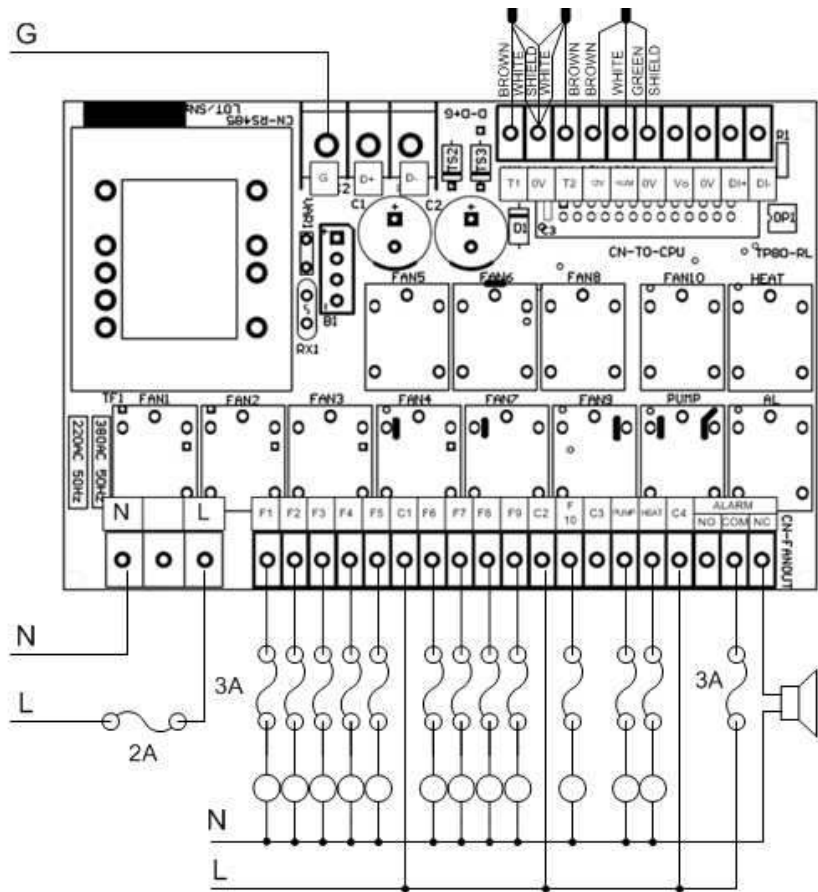 G
BROWN
WHITE
SHIELD
WHITE
BROWN
BROWN
WHITE
GREEN
SHIELD
LOT/SN
CN-RS485
D-D+G
R1
TS2
TS3
G D+ D- T1 0V T2 12V 0V Vo 0V DI+ DI-
C1 C2 D1 C3 OP1
VAR1
CN-TO-CPU TP80-RL
FAN5 FAN6 FAN8 FAN10 HEAT
B1
RX1
TF1 FAN1 FAN2 FAN3 FAN4 FAN7 FAN9 PUMP AL
220AC 50Hz
380AC 50Hz
N L F1 F2 F3 F4 F5 C1 F6 F7 F8 F9 C2 F10 C3 PUMP HEAT C4 ALARM
NO COM NC
CN-FANOUT
N
3A 3A
L
2A
N
L